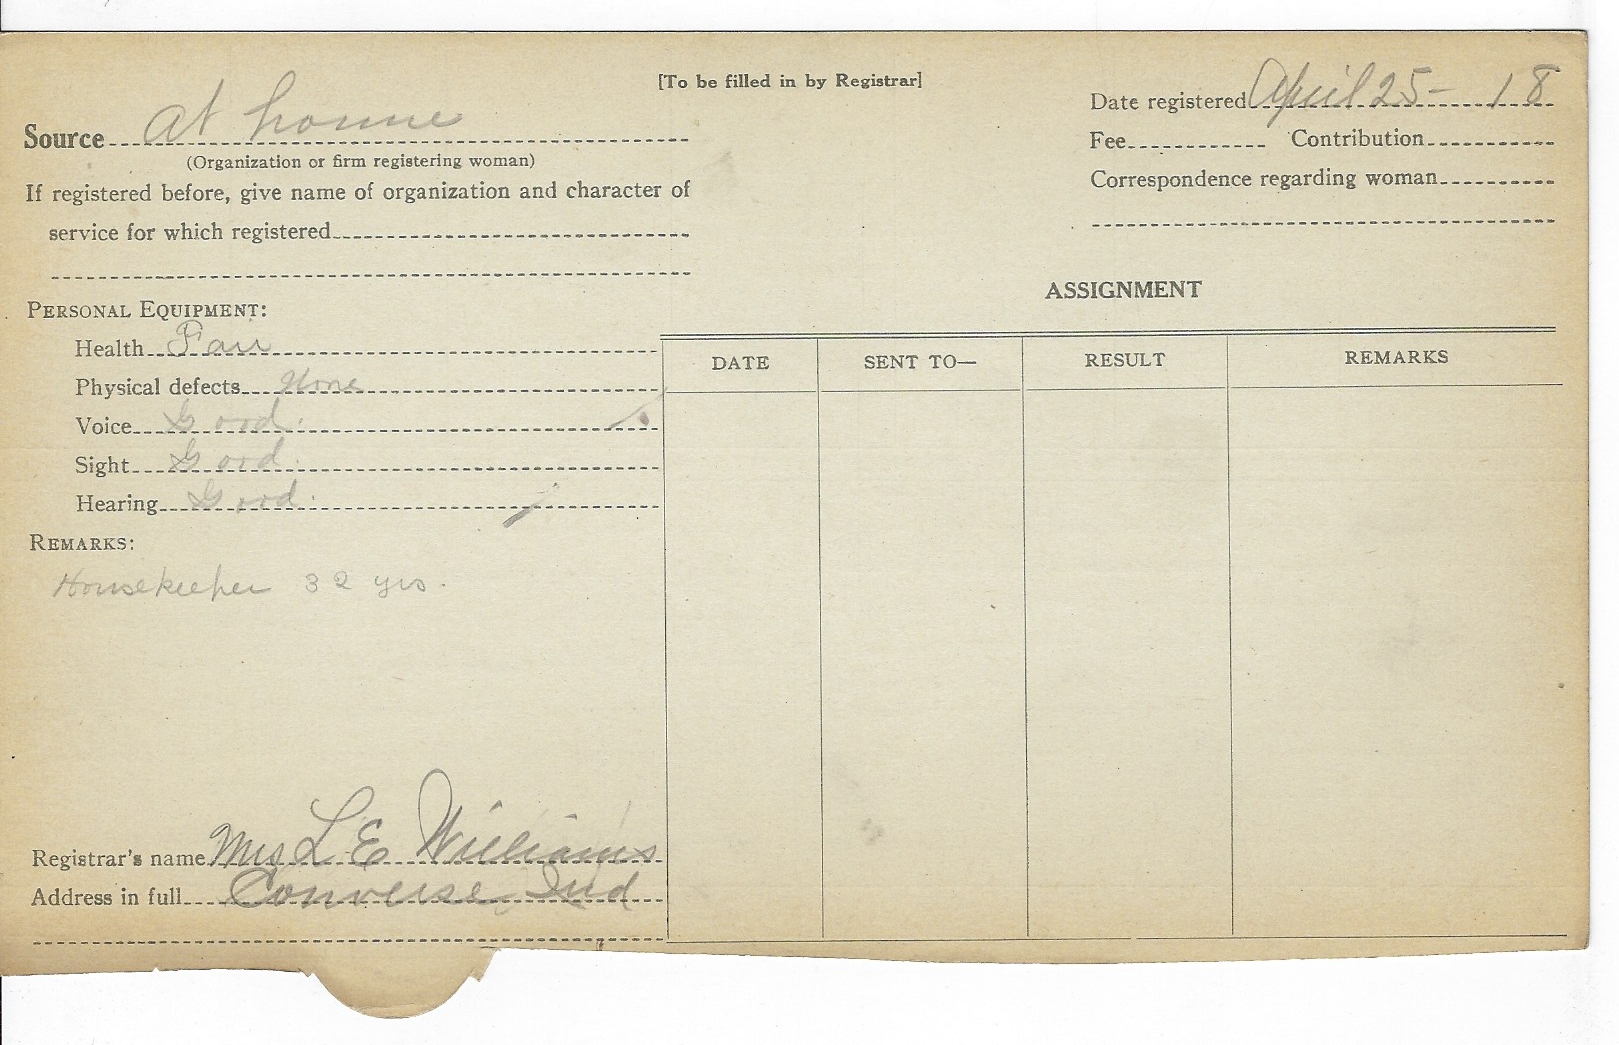 [To be filled in by Registrar]
Source at home
(Organization or firm registering woman)
If registered before, give name of organization and character of
service for which registered
PERSONAL EQUIPMENT:
Health Fair
Physical defects None
Voice Good.
Sight Good.
Hearing Good.
REMARKS:
Housekeeper 32 yrs.
Registrar's name Mrs L E Williams
Address in full Converse, Ind
Date registered April 25 - 18
Fee Contribution
Correspondence regarding woman
ASSIGNMENT
DATE SENT TO— RESULT REMARKS